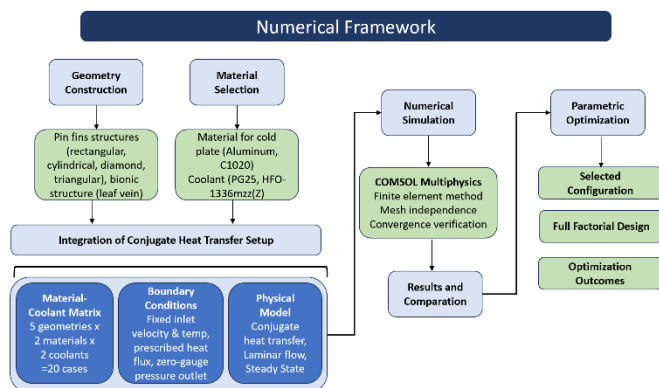 Numerical Framework
Geometry
Construction
Pin fins structures
(rectangular,
cylindrical, diamond,
triangular), bionic
structure (leaf vein)
Material
Selection
Material for cold
plate (Aluminum,
C1020)
Coolant (PG25, HFO-
1336mzz(Z)
Integration of Conjugate Heat Transfer Setup
Material-
Coolant Matrix
5 geometries x
2 materials x
2 coolants
=20 cases
Boundary
Conditions
Fixed inlet
velocity & temp,
prescribed heat
flux, zero-gauge
pressure outlet
Physical
Model
Conjugate
heat transfer,
Laminar flow,
Steady State
Numerical
Simulation
COMSOL Multiphysics
Finite element method
Mesh independence
Convergence verification
Results and
Comparation
Parametric
Optimization
Selected
Configuration
Full Factorial Design
Optimization
Outcomes